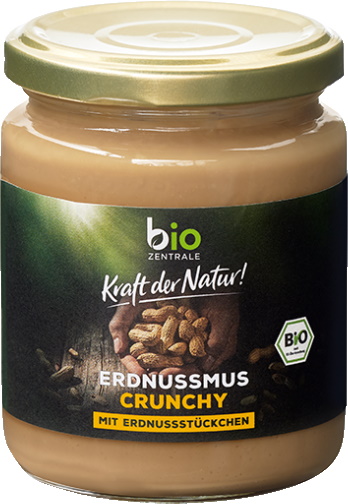 bio
ZENTRALE
Kraft der Natur!
BIO
ERDNUSSMUS
CRUNCHY
MIT ERDNUSSSTÜCKCHEN